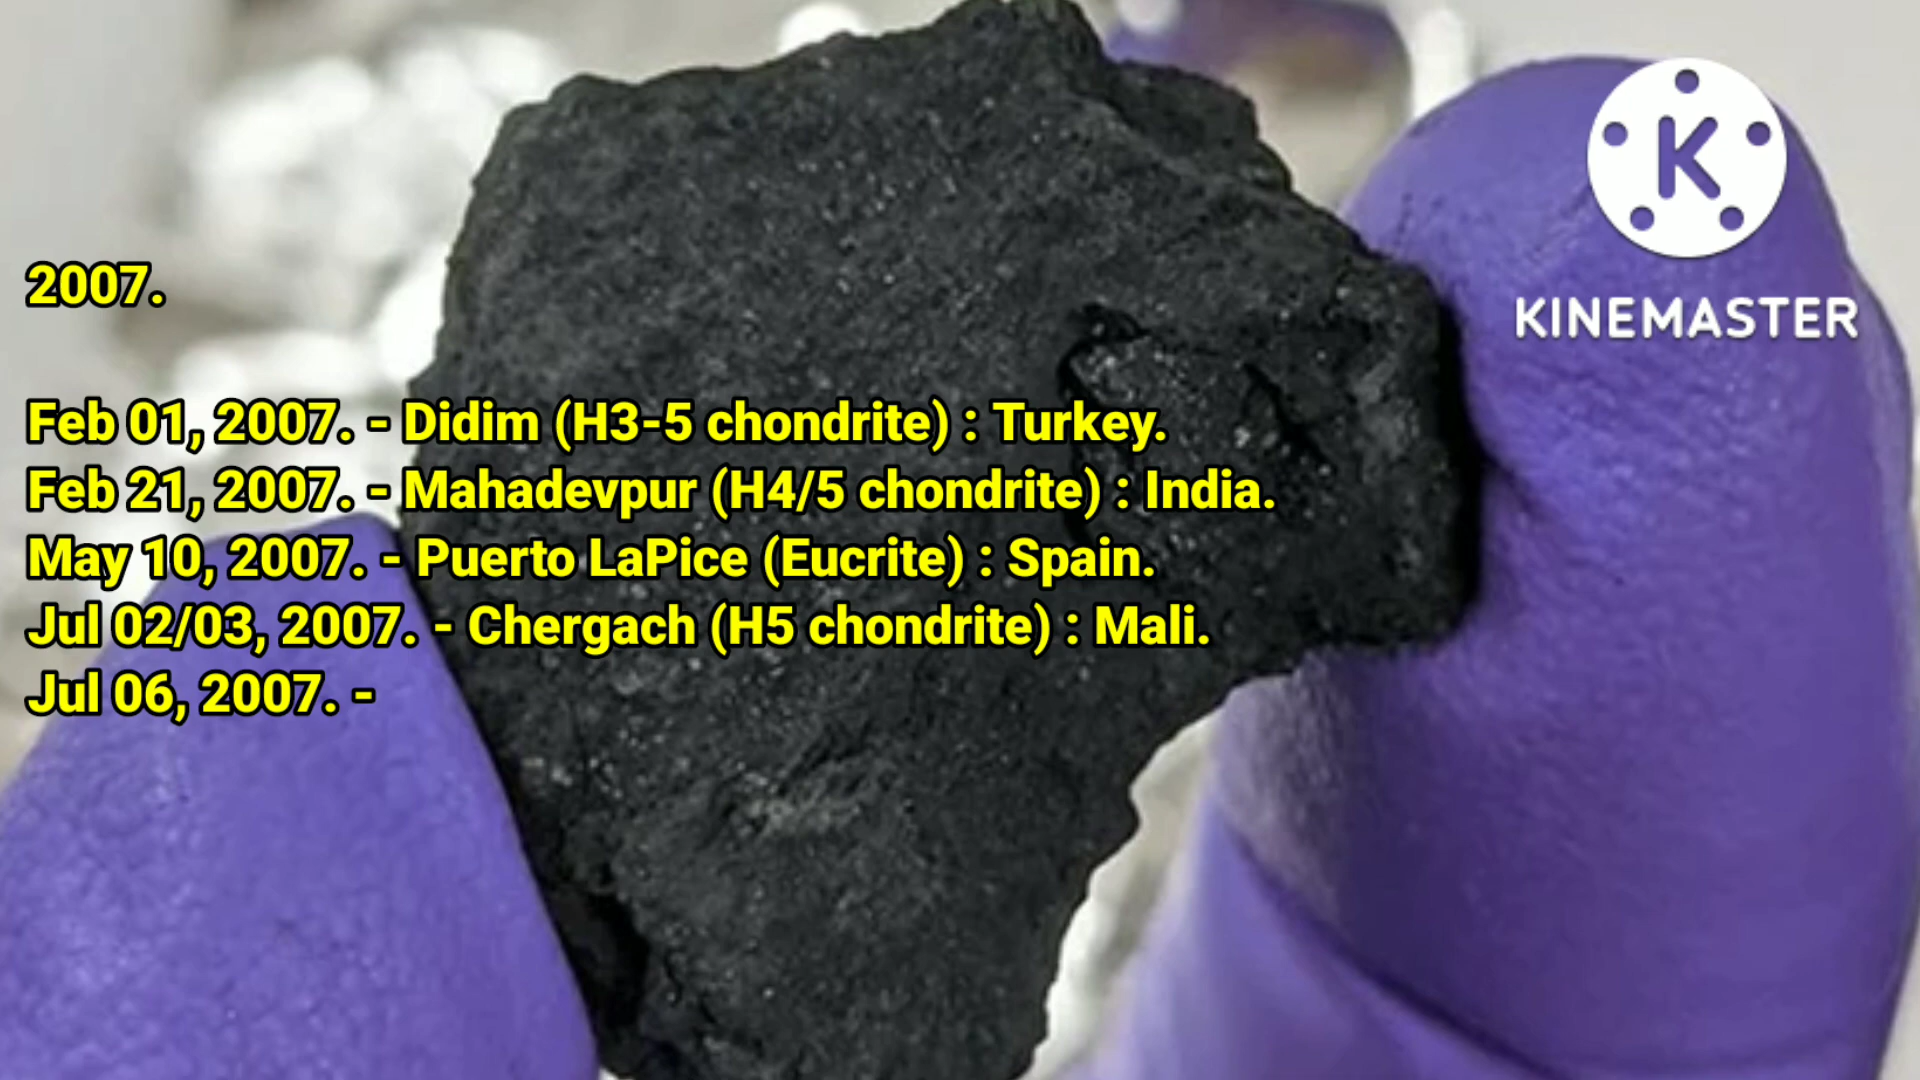 2007.
Feb 01, 2007. - Didim (H3-5 chondrite) : Turkey.
Feb 21, 2007. - Mahadevpur (H4/5 chondrite) : India.
May 10, 2007. - Puerto LaPice (Eucrite) : Spain.
Jul 02/03, 2007. - Chergach (H5 chondrite) : Mali.
Jul 06, 2007. -
K
KINEMASTER